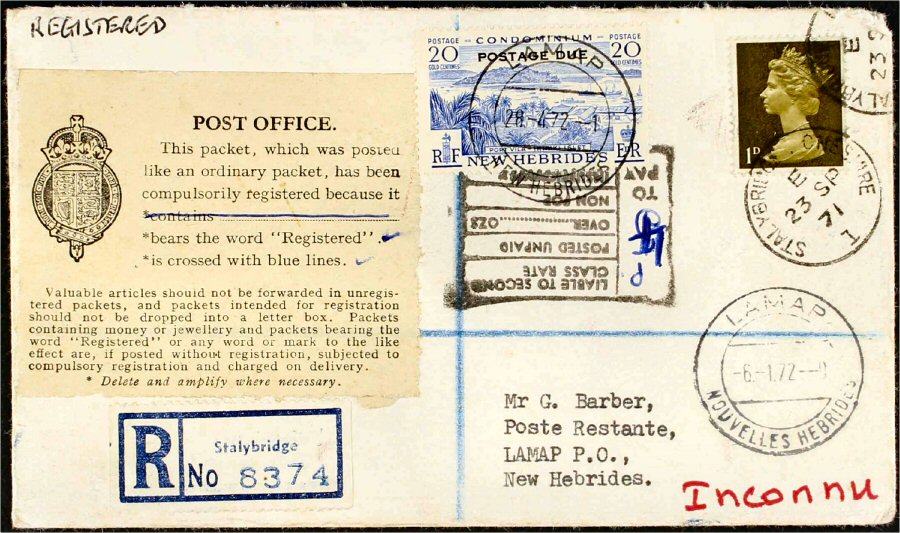 REGISTERED
POST OFFICE.
This packet, which was posted
like an ordinary packet, has been
compulsorily registered because it
*contains
*bears the word "Registered".
*is crossed with blue lines.
Valuable articles should not be forwarded in unregis-
tered packets, and packets intended for registration
should not be dropped into a letter box. Packets
containing money or jewellery and packets bearing the
word "Registered" or any word or mark to the like
effect are, if posted without registration, subjected to
compulsory registration and charged on delivery.
* Delete and amplify where necessary.
R
Stalybridge
No 8374
POSTAGE - CONDOMINIUM - POSTAGE
20 POSTAGE DUE 20
GOLD CENTIMES GOLD CENTIMES
RF NEW HEBRIDES ER
LAMAP
28-4.72--1
NEW HEBRIDES
1D
23 SP
71
STALYBRIDGE
TO PAY
NON POE
OVER......OZS
POSTED UNPAID
LIABLE TO SECOND
CLASS RATE
LAMAP
-6.-1.72--
NOUVELLES HEBRIDES
Mr G. Barber,
Poste Restante,
LAMAP P.O.,
New Hebrides.
Inconnu